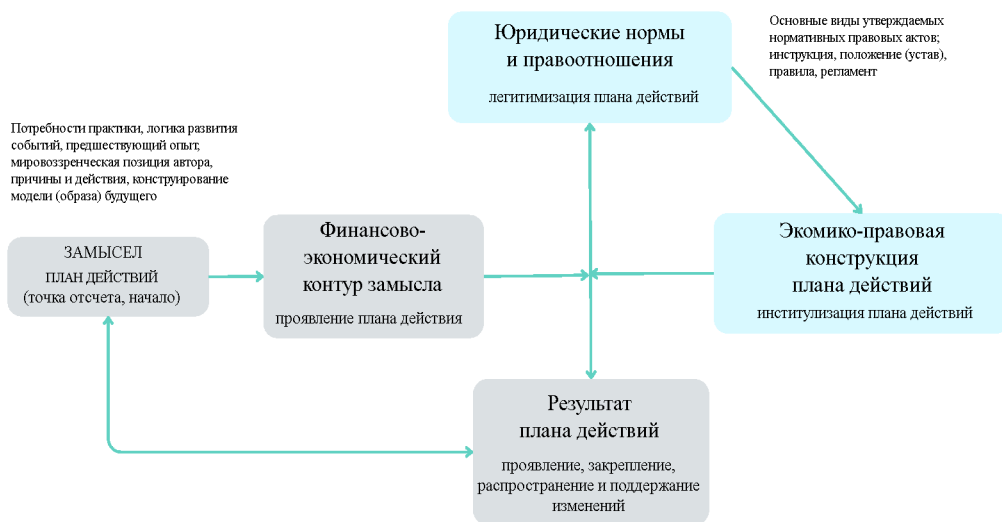 Юридические нормы
и правоотношения
легитимизация плана действий
Основные виды утверждаемых
нормативных правовых актов;
инструкция, положение (устав),
правила, регламент
Потребности практики, логика развития
событий, предшествующий опыт,
мировоззренческая позиция автора,
причины и действия, конструирование
модели (образа) будущего
ЗАМЫСЕЛ
ПЛАН ДЕЙСТВИЙ
(точка отсчета, начало)
Финансово-
экономический
контур замысла
проявление плана действия
Экомико-правовая
конструкция
плана действий
институлизация плана действий
Результат
плана действий
проявление, закрепление,
распространение и поддержание
изменений